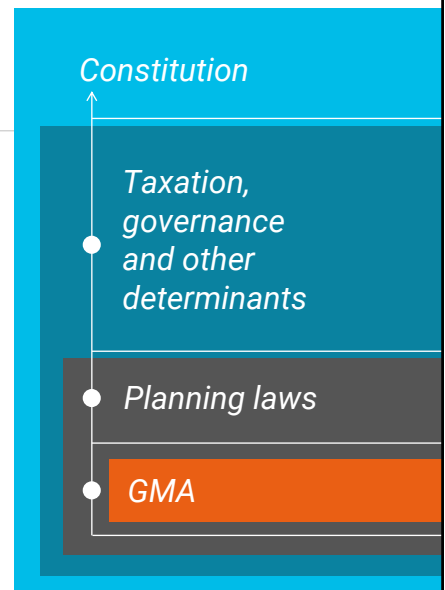 Constitution
Taxation,
governance
and other
determinants
Planning laws
GMA